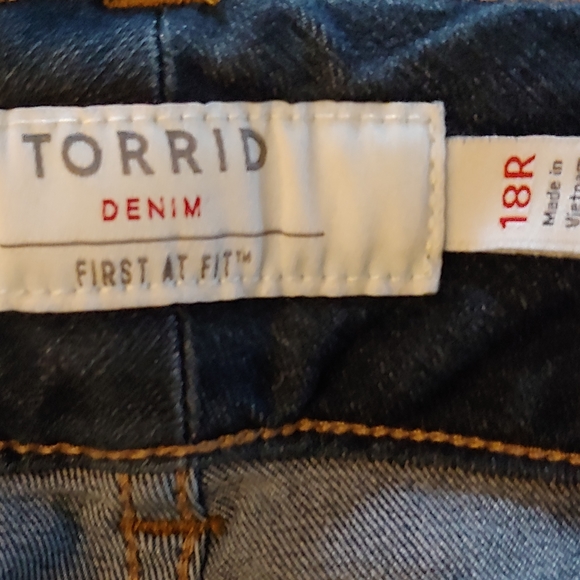 TORRID
DENIM
FIRST AT FIT™
18R
Made in
Vietnam